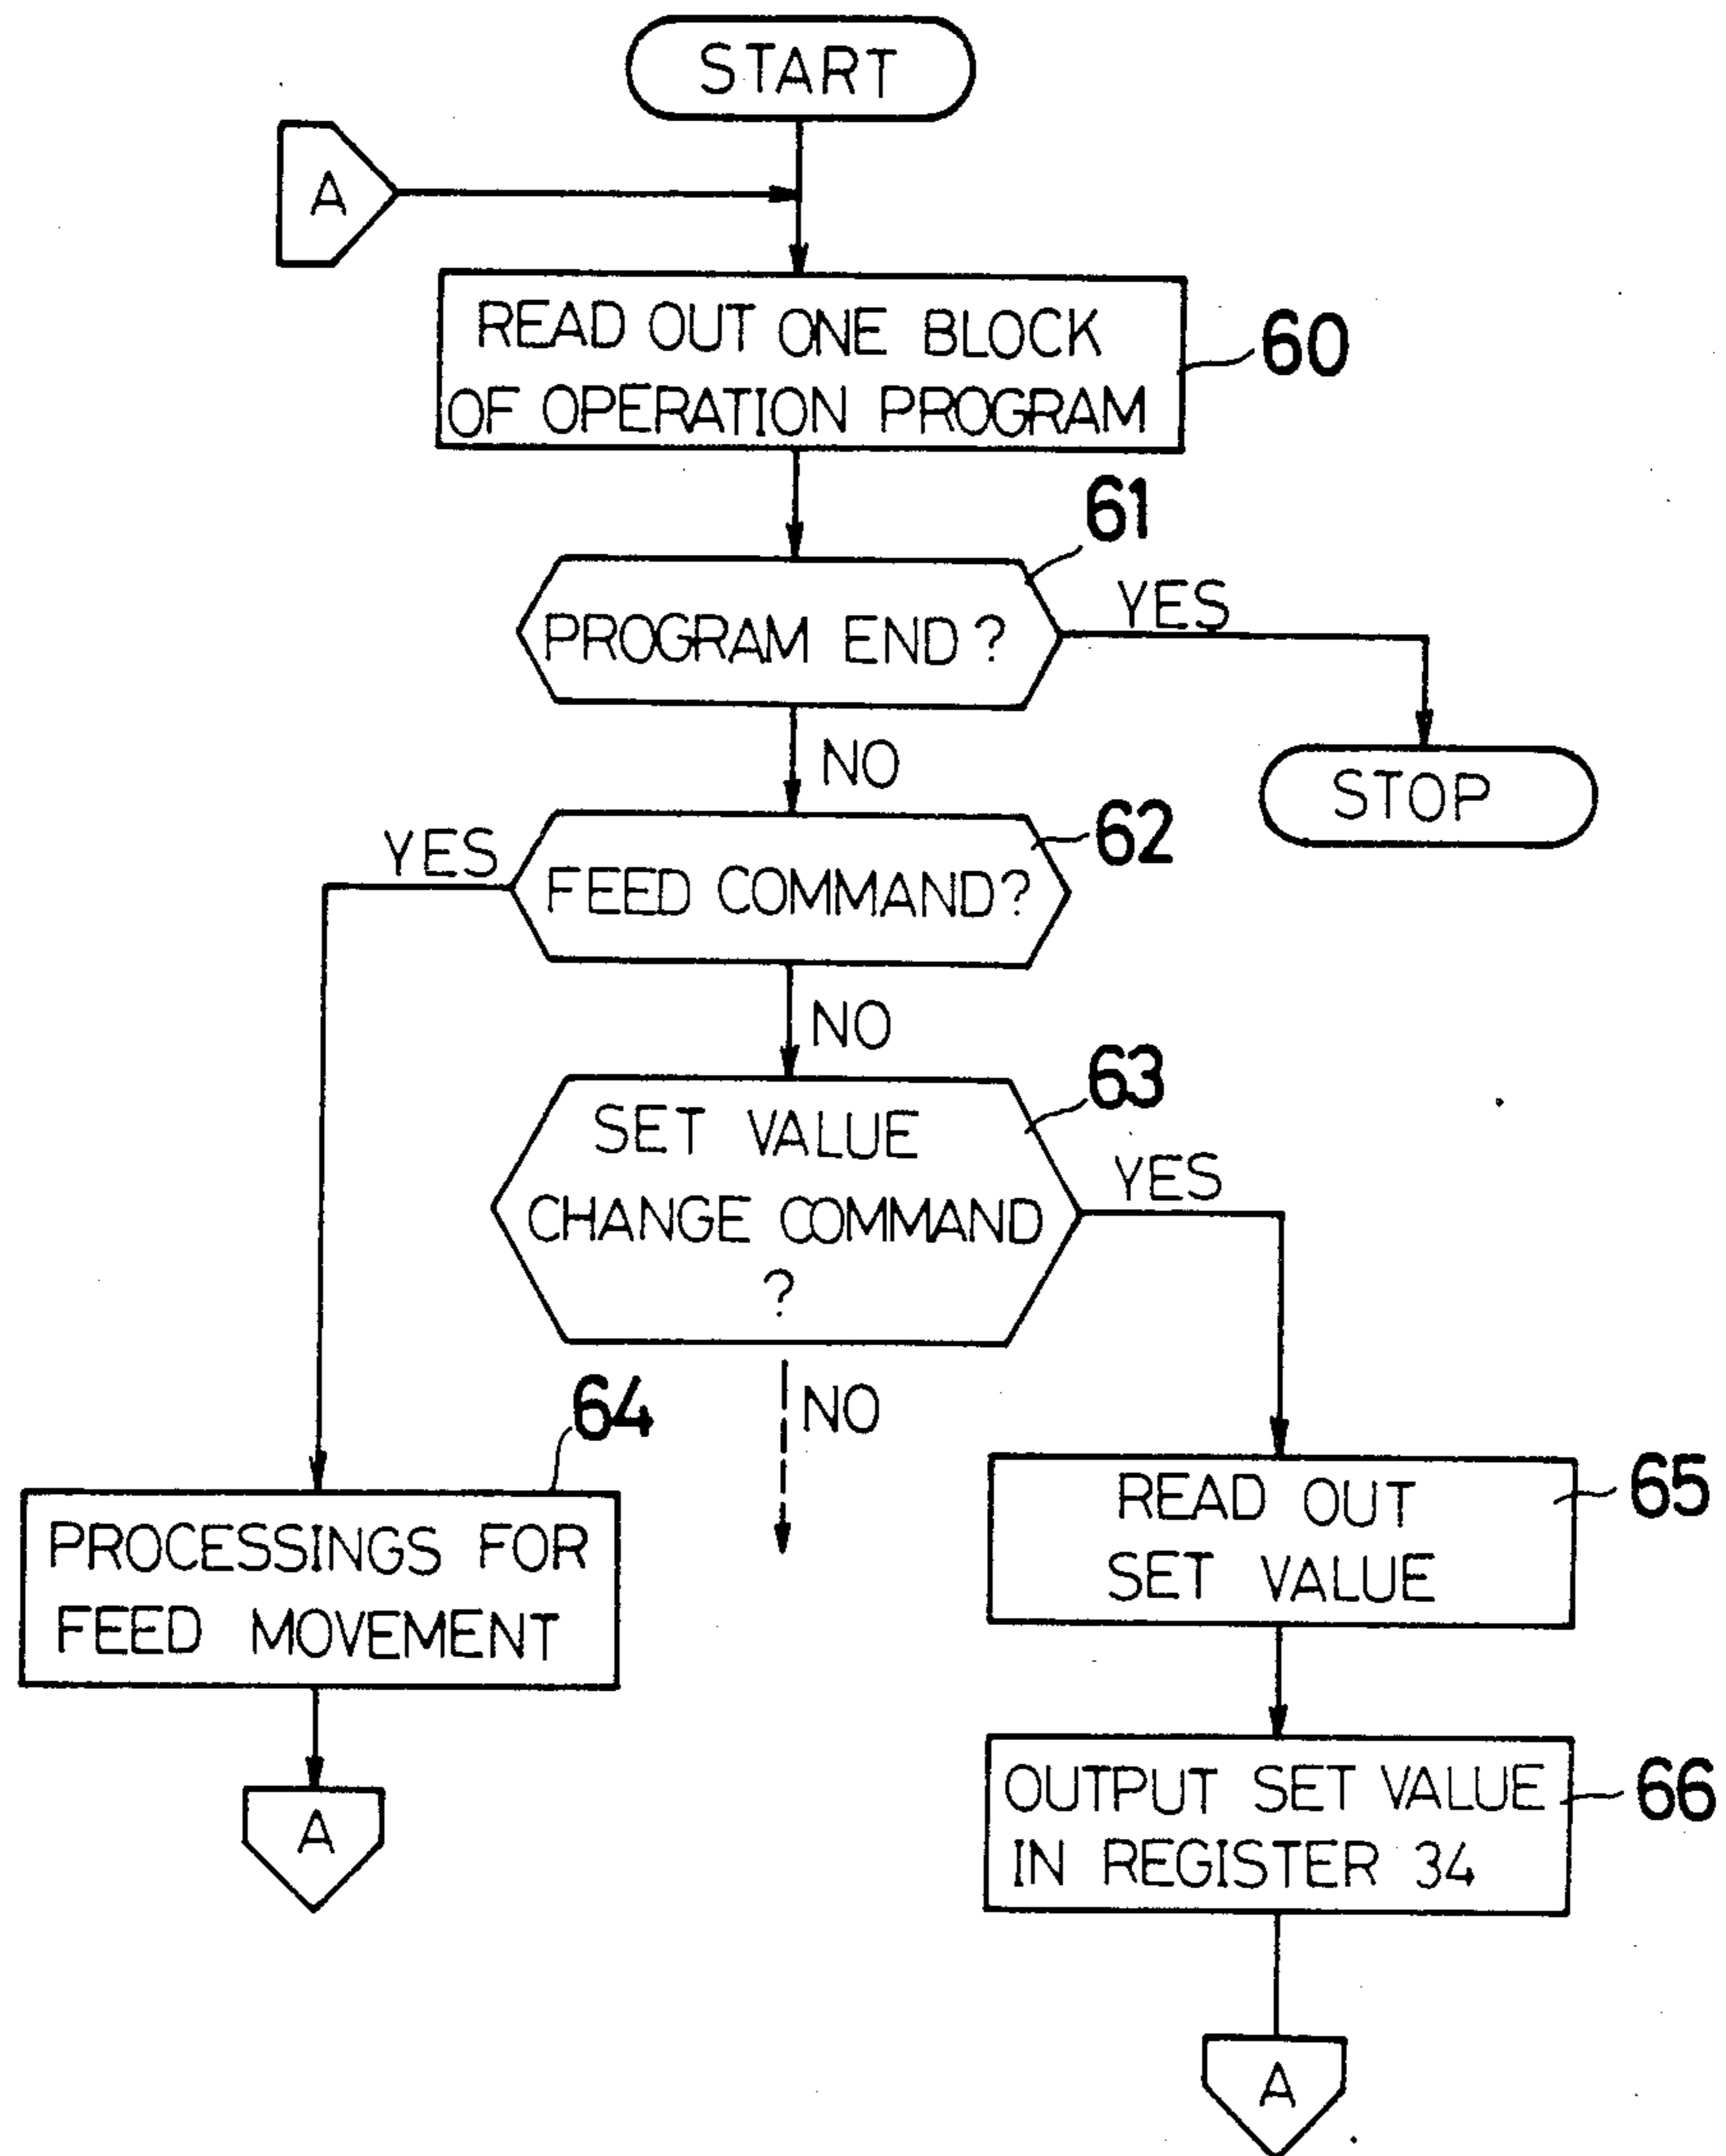 START
A
READ OUT ONE BLOCK
OF OPERATION PROGRAM
60
61
PROGRAM END?
YES
NO
STOP
62
YES
FEED COMMAND?
NO
63
SET VALUE
CHANGE COMMAND
?
YES
NO
64
PROCESSINGS FOR
FEED MOVEMENT
A
65
READ OUT
SET VALUE
66
OUTPUT SET VALUE
IN REGISTER 34
A